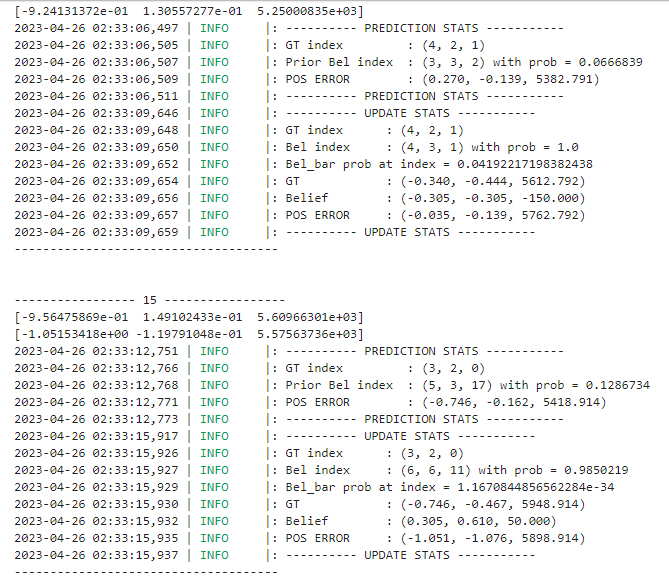 [-9.24131372e-01  1.30557277e-01  5.25000835e+03]
2023-04-26 02:33:06,497 | INFO     |: ---------- PREDICTION STATS -----------
2023-04-26 02:33:06,505 | INFO     |: GT index         : (4, 2, 1)
2023-04-26 02:33:06,507 | INFO     |: Prior Bel index  : (3, 3, 2) with prob = 0.0666839
2023-04-26 02:33:06,509 | INFO     |: POS ERROR        : (0.270, -0.139, 5382.791)
2023-04-26 02:33:06,511 | INFO     |: ---------- PREDICTION STATS -----------
2023-04-26 02:33:09,646 | INFO     |: ---------- UPDATE STATS -----------
2023-04-26 02:33:09,648 | INFO     |: GT index      : (4, 2, 1)
2023-04-26 02:33:09,650 | INFO     |: Bel index     : (4, 3, 1) with prob = 1.0
2023-04-26 02:33:09,652 | INFO     |: Bel_bar prob at index = 0.04192217198382438
2023-04-26 02:33:09,654 | INFO     |: GT            : (-0.340, -0.444, 5612.792)
2023-04-26 02:33:09,656 | INFO     |: Belief        : (-0.305, -0.305, -150.000)
2023-04-26 02:33:09,657 | INFO     |: POS ERROR     : (-0.035, -0.139, 5762.792)
2023-04-26 02:33:09,659 | INFO     |: ---------- UPDATE STATS -----------
-------------------------------------
----------------- 15 -----------------
[-9.56475869e-01  1.49102433e-01  5.60966301e+03]
[-1.05153418e+00 -1.19791048e-01  5.57563736e+03]
2023-04-26 02:33:12,751 | INFO     |: ---------- PREDICTION STATS -----------
2023-04-26 02:33:12,766 | INFO     |: GT index         : (3, 2, 0)
2023-04-26 02:33:12,768 | INFO     |: Prior Bel index  : (5, 3, 17) with prob = 0.1286734
2023-04-26 02:33:12,771 | INFO     |: POS ERROR        : (-0.746, -0.162, 5418.914)
2023-04-26 02:33:12,773 | INFO     |: ---------- PREDICTION STATS -----------
2023-04-26 02:33:15,917 | INFO     |: ---------- UPDATE STATS -----------
2023-04-26 02:33:15,926 | INFO     |: GT index      : (3, 2, 0)
2023-04-26 02:33:15,927 | INFO     |: Bel index     : (6, 6, 11) with prob = 0.9850219
2023-04-26 02:33:15,929 | INFO     |: Bel_bar prob at index = 1.1670844856562284e-34
2023-04-26 02:33:15,930 | INFO     |: GT            : (-0.746, -0.467, 5948.914)
2023-04-26 02:33:15,932 | INFO     |: Belief        : (0.305, 0.610, 50.000)
2023-04-26 02:33:15,935 | INFO     |: POS ERROR     : (-1.051, -1.076, 5898.914)
2023-04-26 02:33:15,937 | INFO     |: ---------- UPDATE STATS -----------
-------------------------------------